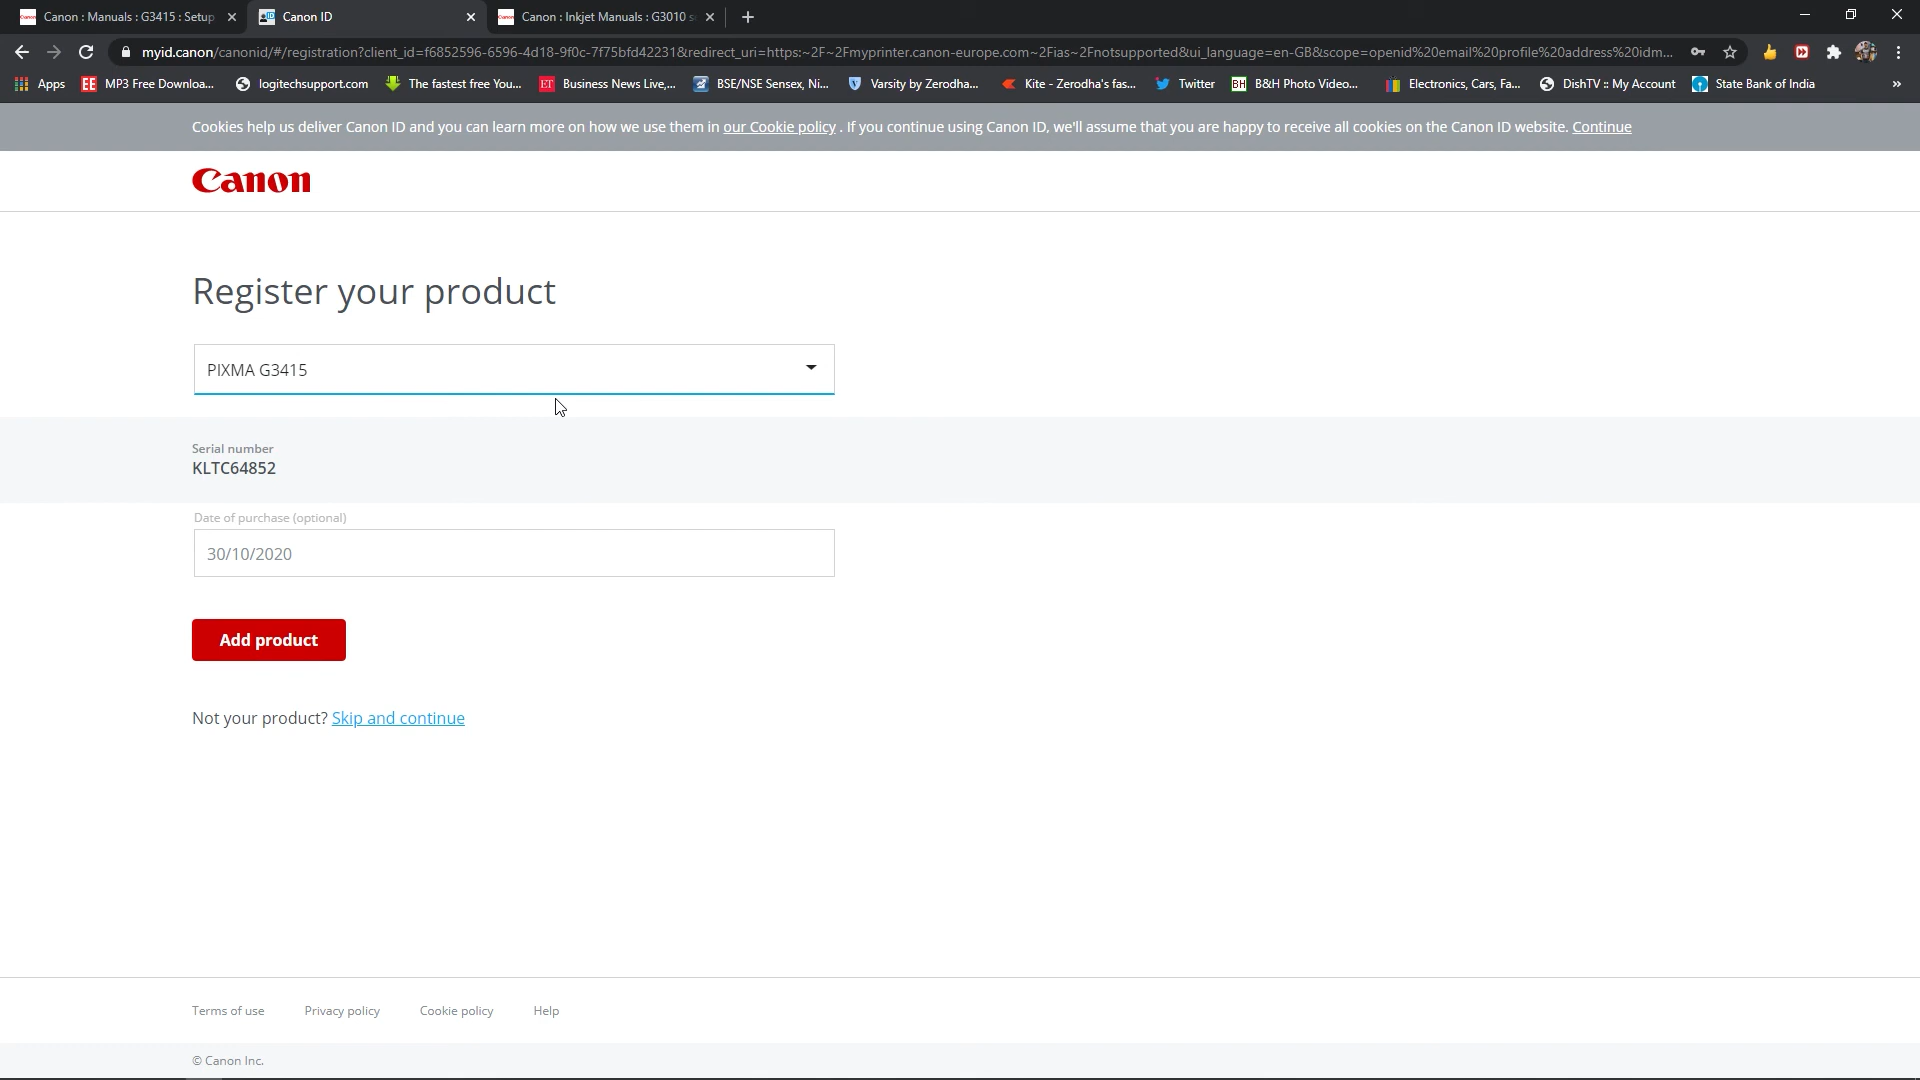 Canon : Manuals : G3415 : Setup
Canon ID
Canon : Inkjet Manuals : G3010 s
myid.canon/canonid/#/registration?client_id=f6852596-6596-4d18-9f0c-7f75bfd42231&redirect_uri=https:~2F~2Fmyprinter.canon-europe.com~2Fias~2Fnotsupported&ui_language=en-GB&scope=openid%20email%20profile%20address%20idm...
Apps
MP3 Free Downloa...
logitechsupport.com
The fastest free You...
Business News Live,...
BSE/NSE Sensex, Ni...
Varsity by Zerodha...
Kite - Zerodha's fas...
Twitter
B&H Photo Video...
Electronics, Cars, Fa...
DishTV :: My Account
State Bank of India
»
Cookies help us deliver Canon ID and you can learn more on how we use them in our Cookie policy . If you continue using Canon ID, we'll assume that you are happy to receive all cookies on the Canon ID website. Continue
Canon
Register your product
PIXMA G3415
Serial number
KLTC64852
Date of purchase (optional)
30/10/2020
Add product
Not your product? Skip and continue
Terms of use
Privacy policy
Cookie policy
Help
© Canon Inc.